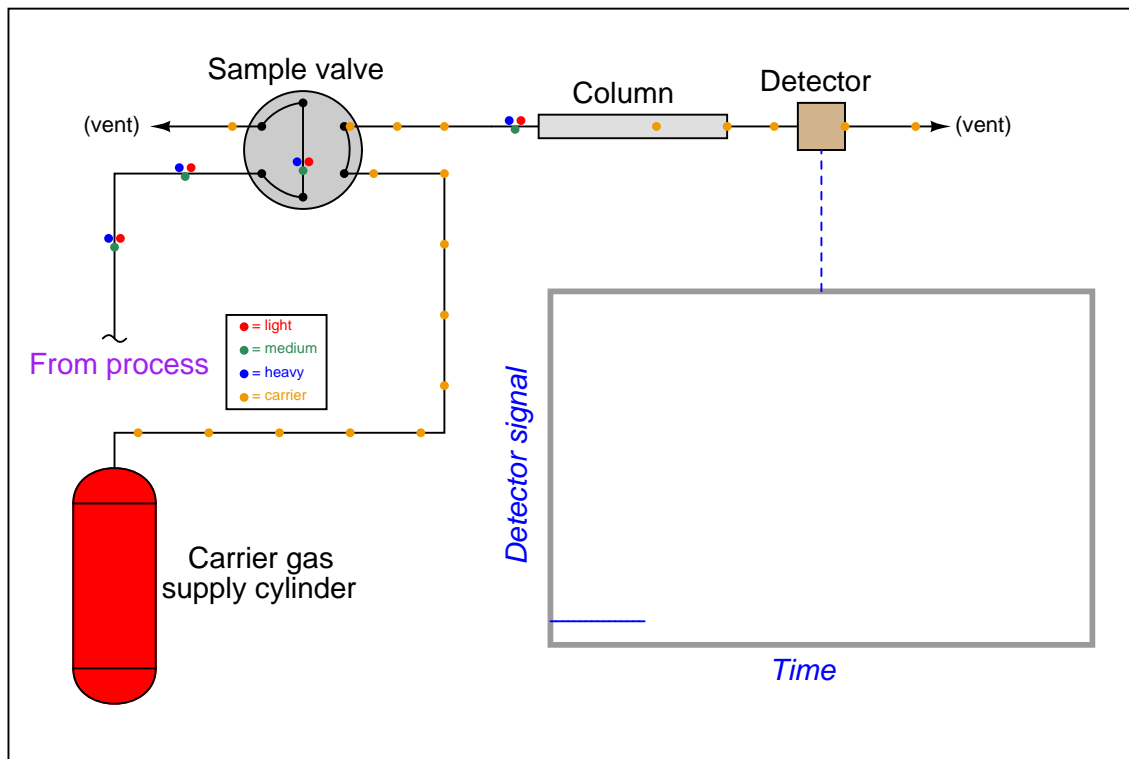 Sample valve
Column
Detector
(vent)
(vent)
= light
= medium
= heavy
= carrier
From process
Carrier gas
supply cylinder
Detector signal
Time